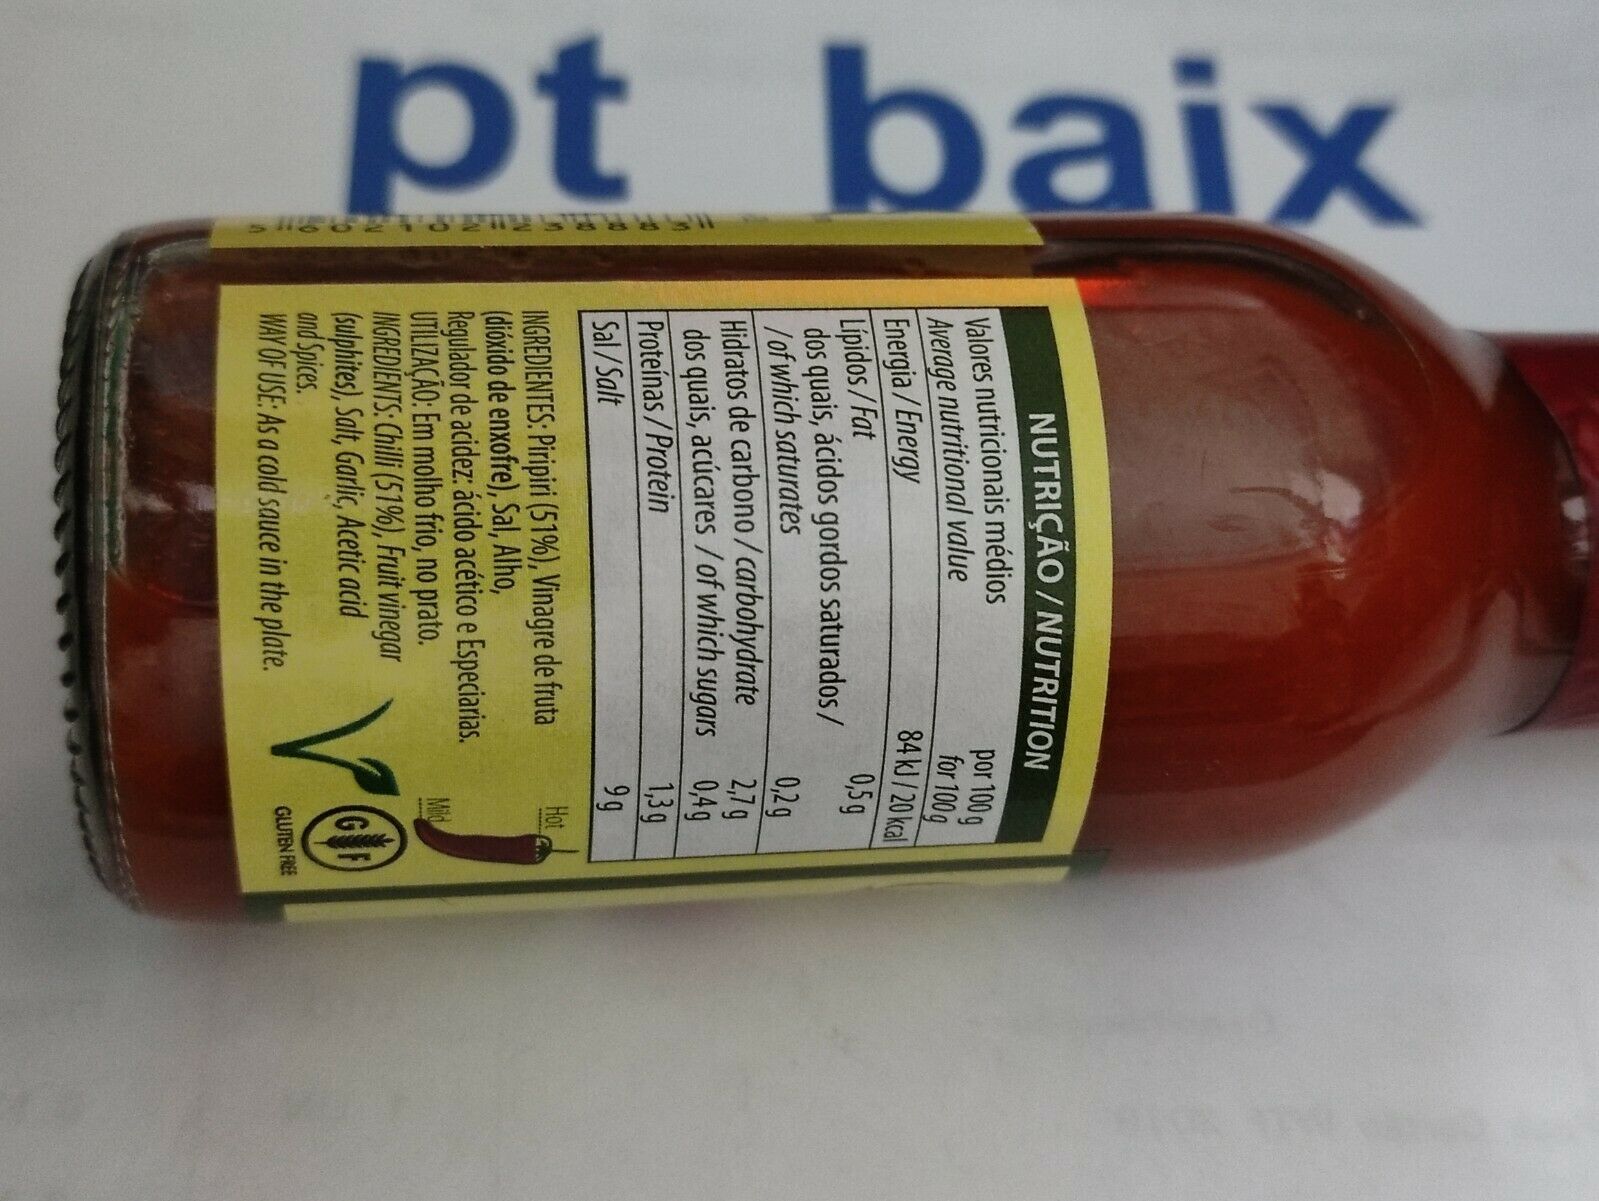 pt baix
NUTRIÇÃO / NUTRITION
Valores nutricionais médios por 100 g
Average nutritional value for 100 g
Energia / Energy 84 kJ / 20 kcal
Lípidos / Fat 0,5 g
dos quais, ácidos gordos saturados /
/ of which saturates 0,2 g
Hidratos de carbono / carbohydrate 2,7 g
dos quais, açúcares / of which sugars 0,4 g
Proteínas / Protein 1,3 g
Sal / Salt 9 g
INGREDIENTES: Piripiri (51%), Vinagre de fruta
(dióxido de enxofre), Sal, Alho,
Regulador de acidez: ácido acético e Especiarias.
UTILIZAÇÃO: Em molho frio, no prato.
INGREDIENTS: Chilli (51%), Fruit vinegar
(sulphites), Salt, Garlic, Acetic acid
and Spices.
WAY OF USE: As a cold sauce in the plate.
Hot
Mild
G F
GLUTEN FREE